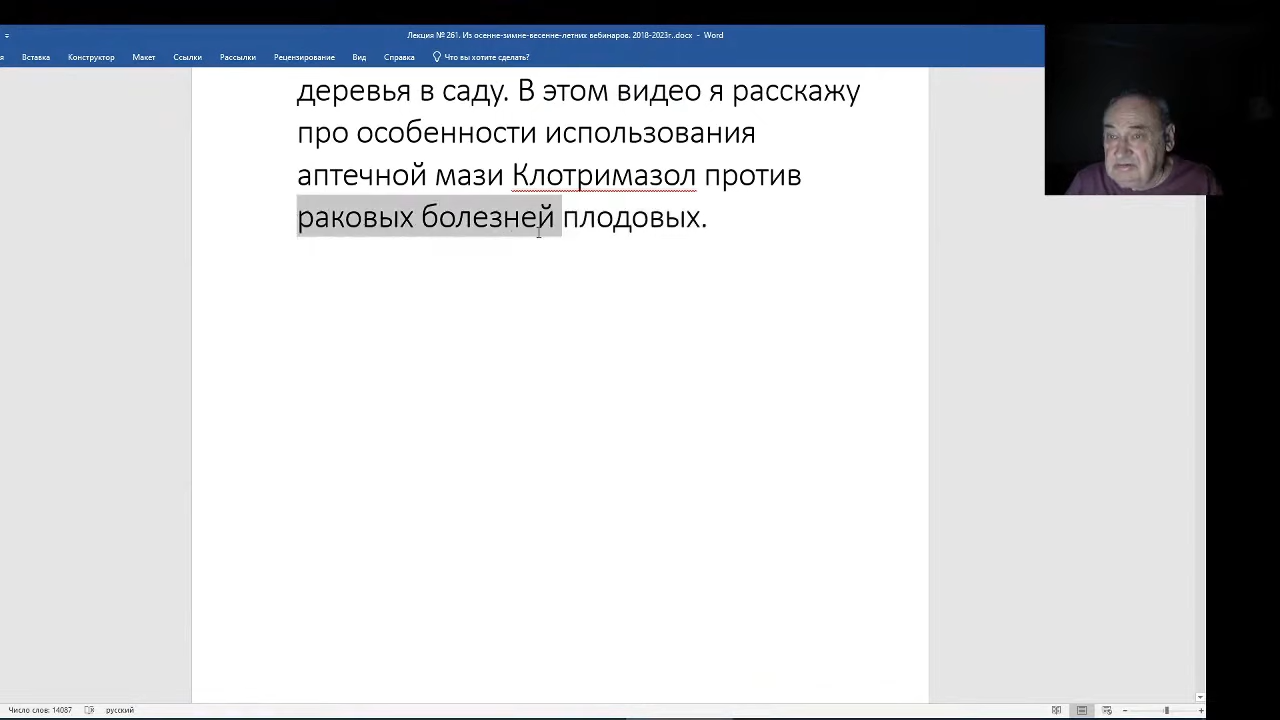 Лекция № 261. Из осенне-зимне-весенне-летних вебинаров. 2018-2023г..docx - Word
Вставка Конструктор Макет Ссылки Рассылки Рецензирование Вид Справка Что вы хотите сделать?
деревья в саду. В этом видео я расскажу
про особенности использования
аптечной мази Клотримазол против
раковых болезней плодовых.
Число слов: 14087 русский